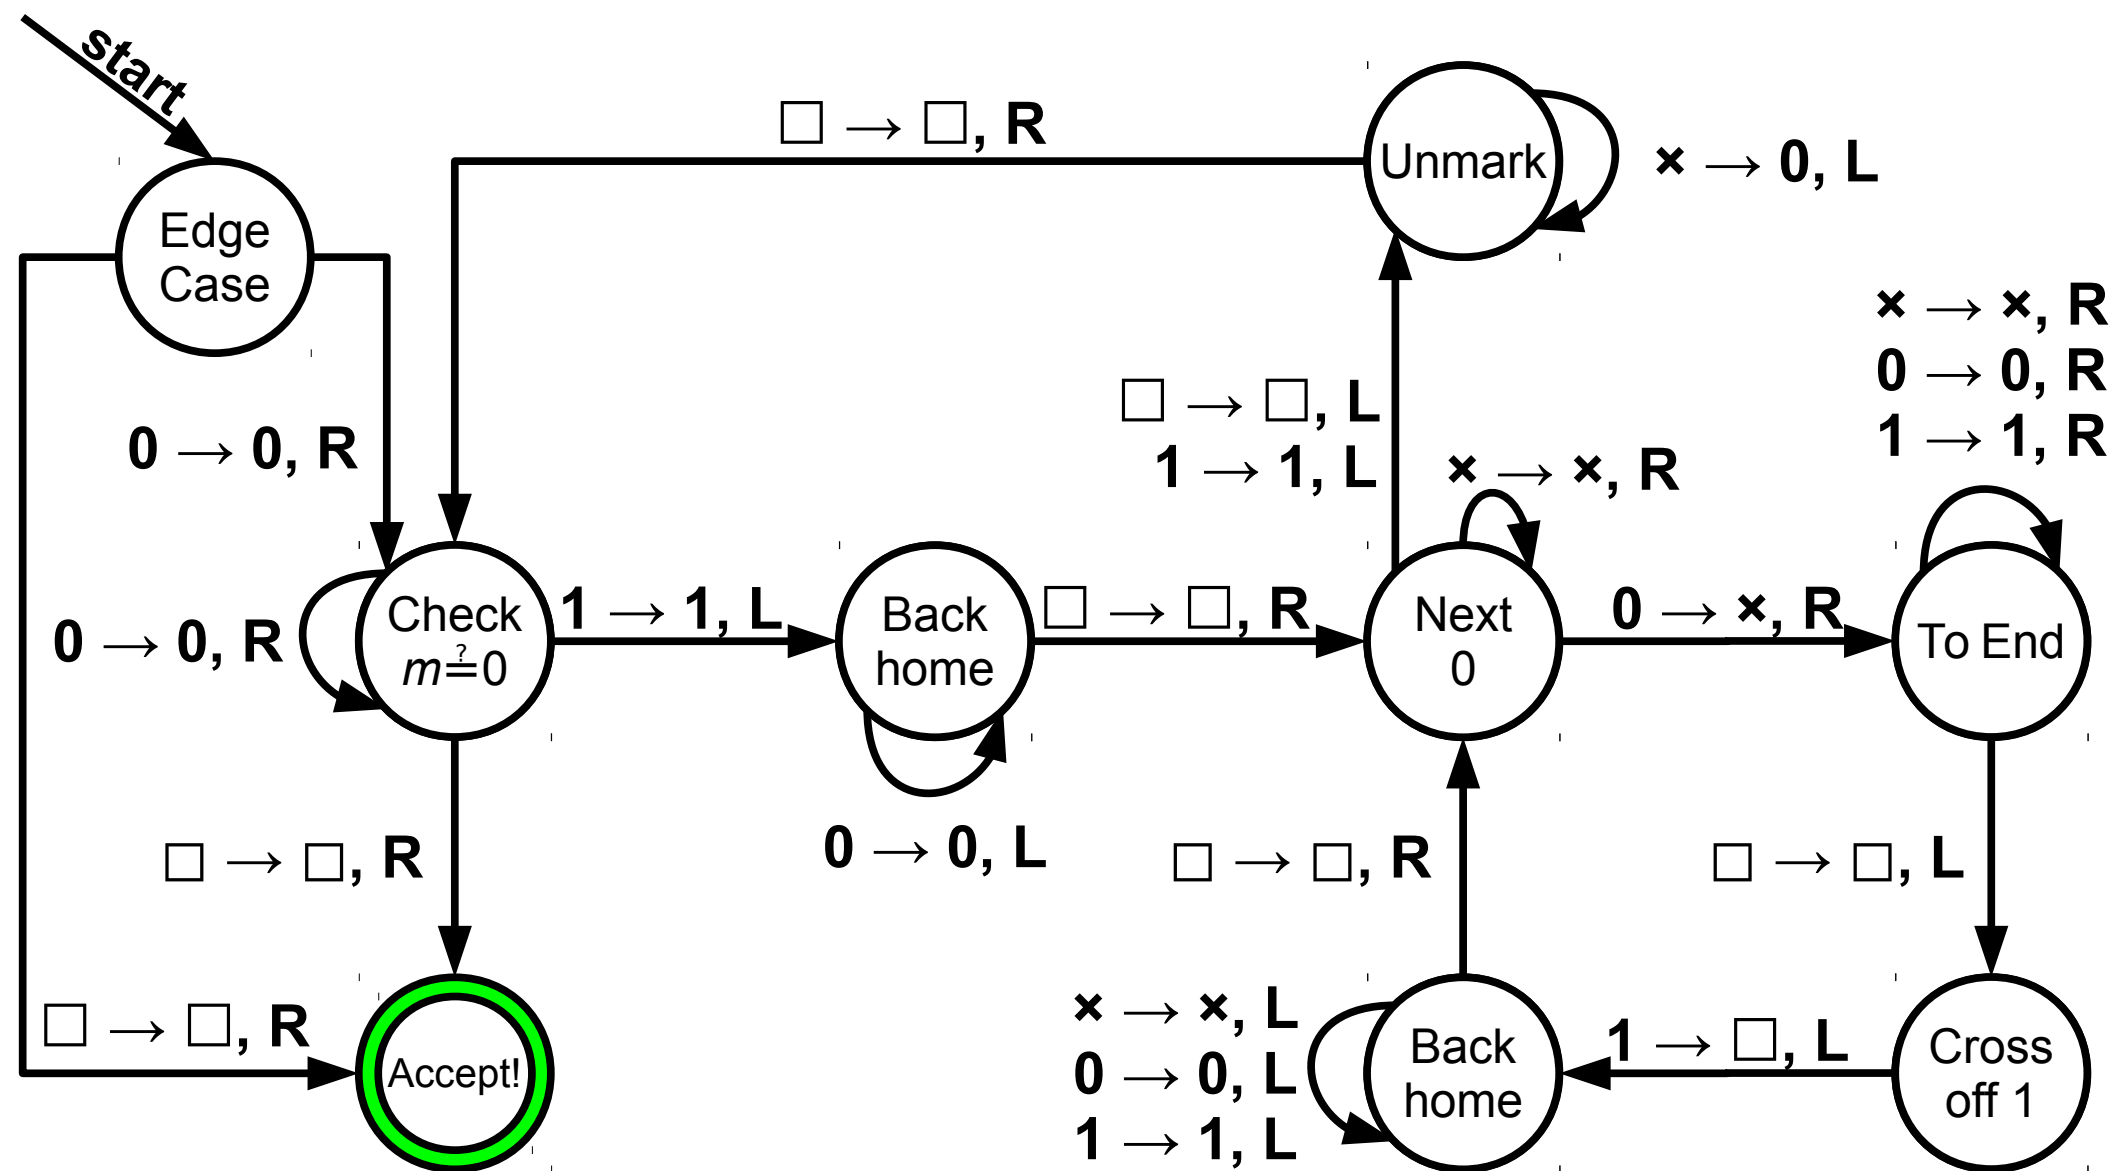 start
□ → □, R
Unmark
× → 0, L
Edge
Case
× → ×, R
0 → 0, R
1 → 1, R
□ → □, L
1 → 1, L
0 → 0, R
× → ×, R
0 → 0, R
Check
m≟0
1 → 1, L
Back
home
□ → □, R
Next
0
0 → ×, R
To End
0 → 0, L
□ → □, R
□ → □, R
□ → □, L
□ → □, R
Accept!
× → ×, L
0 → 0, L
1 → 1, L
Back
home
1 → □, L
Cross
off 1